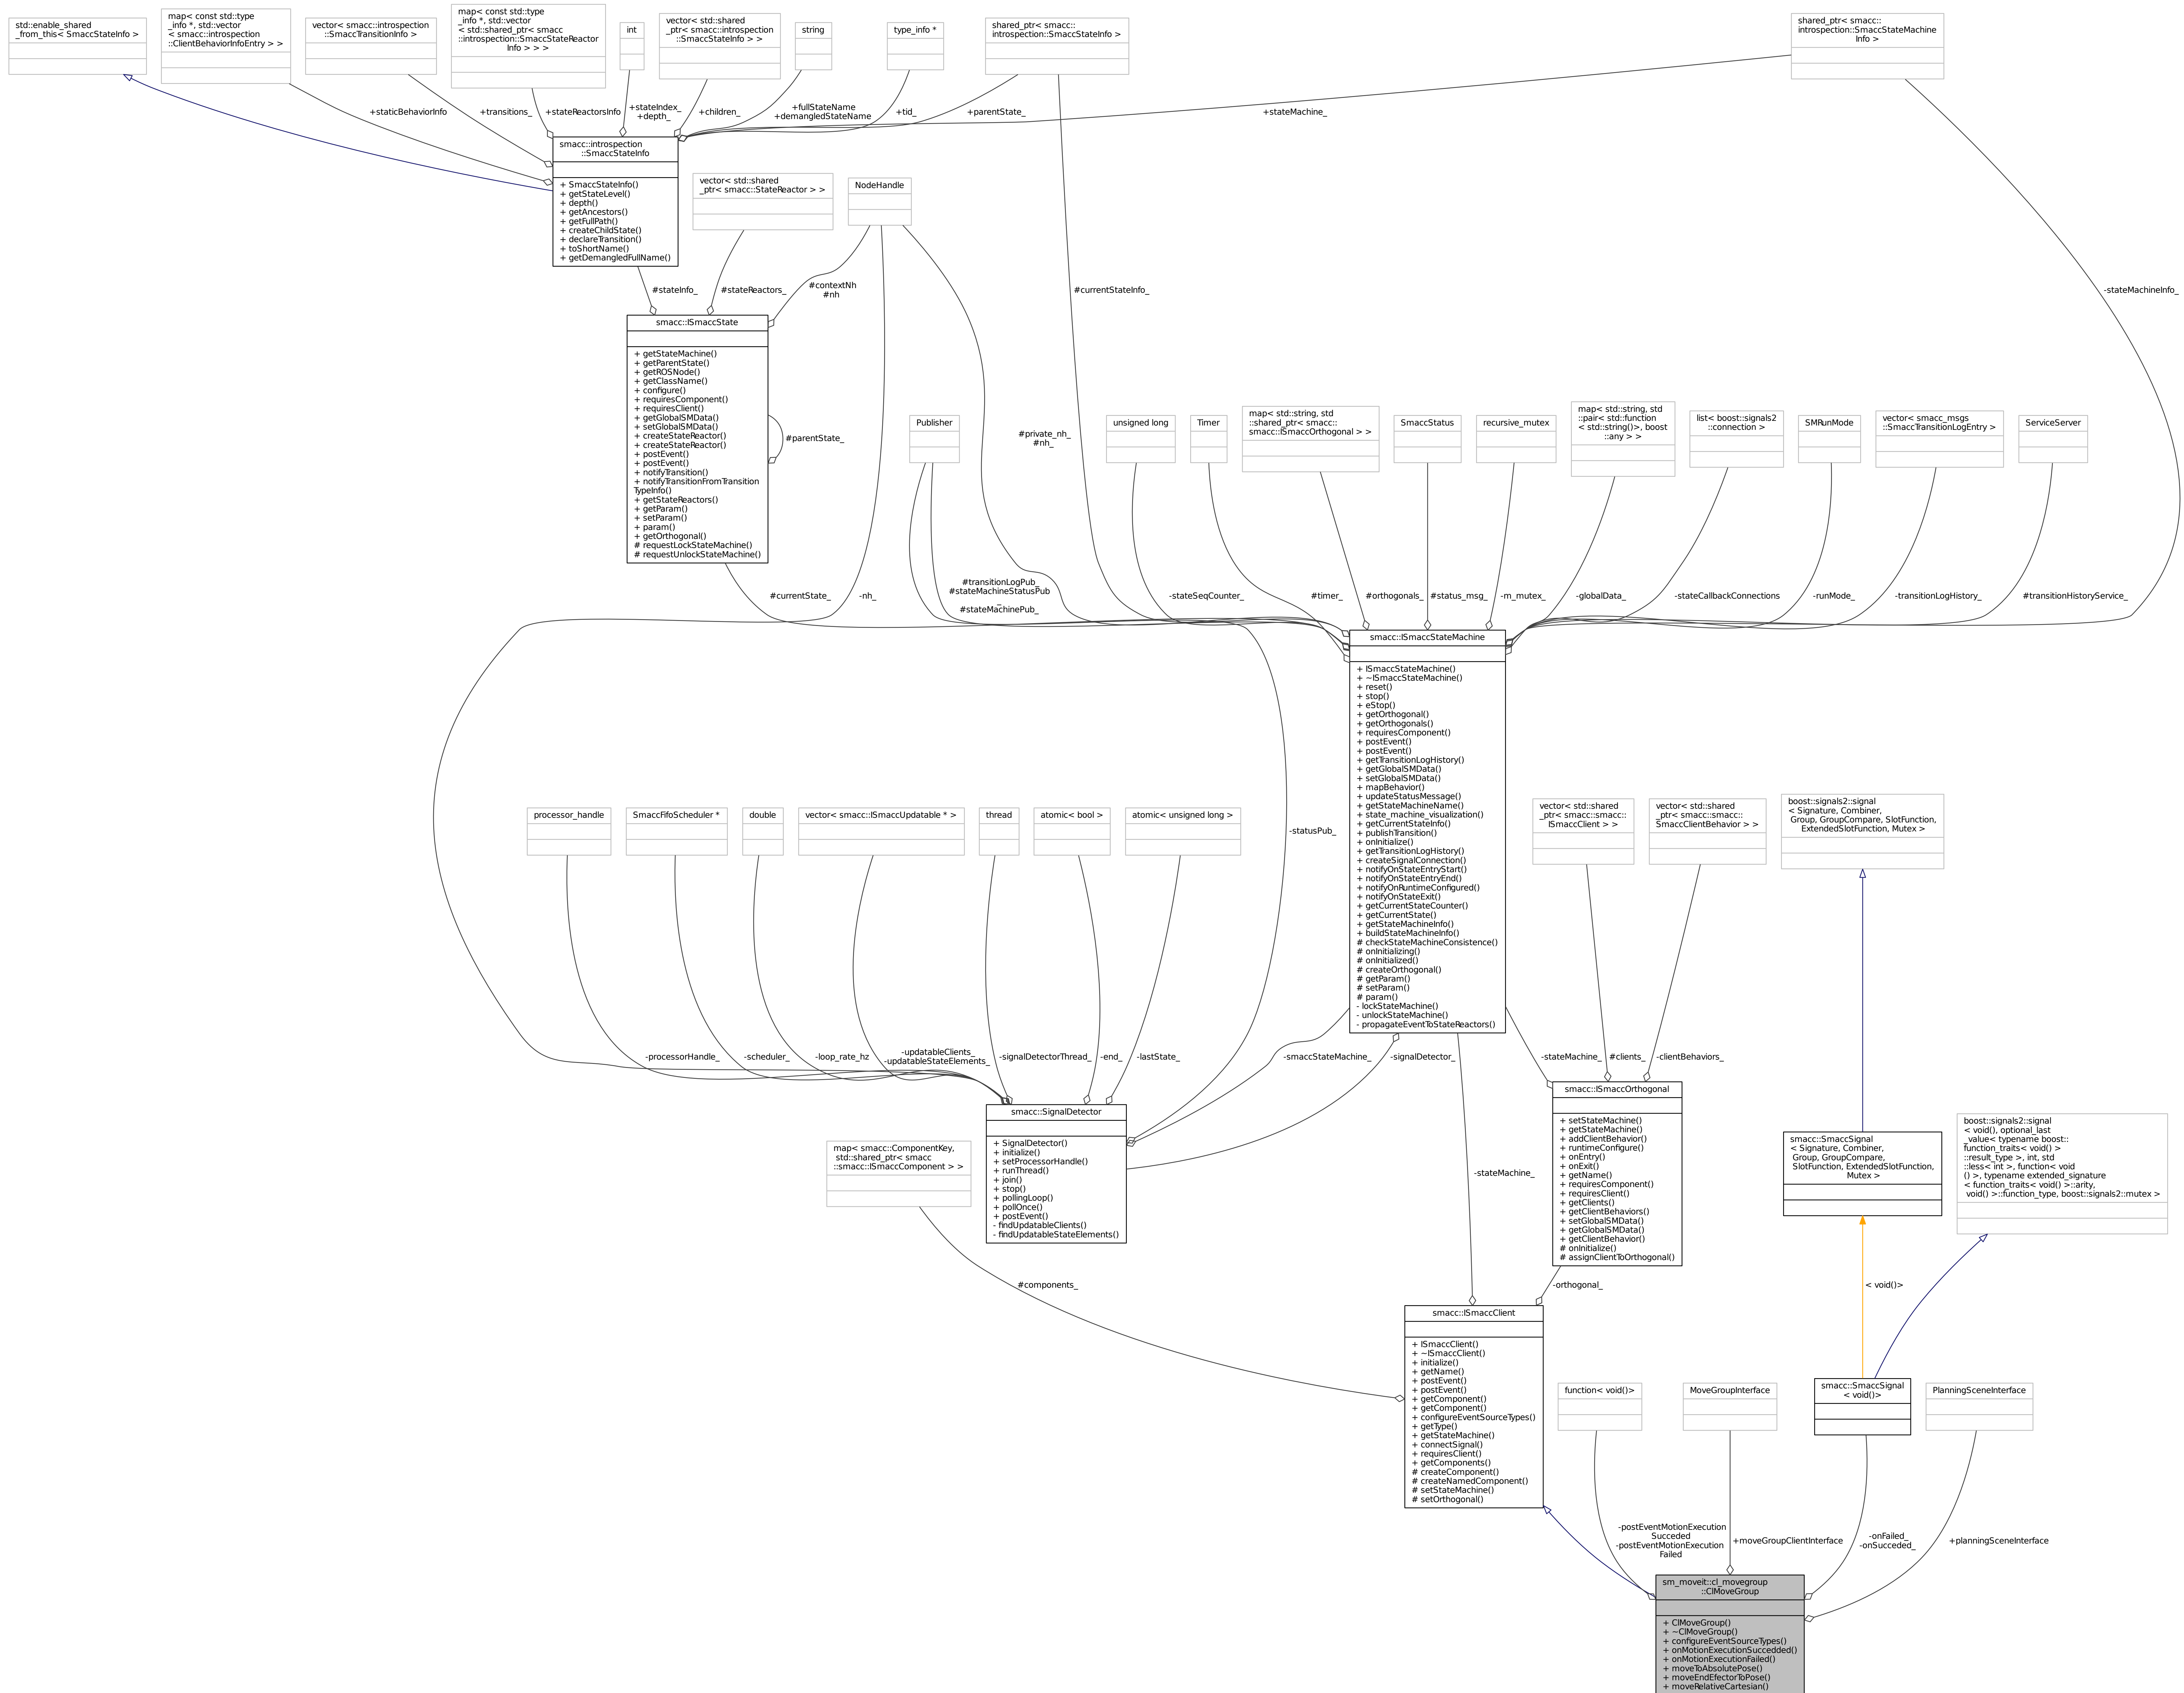 std::enable_shared
_from_this< SmaccStateInfo >
map< const std::type
_info *, std::vector
< smacc::introspection
::ClientBehaviorInfoEntry > >
vector< smacc::introspection
::SmaccTransitionInfo >
map< const std::type
_info *, std::vector
< std::shared_ptr< smacc
::introspection::SmaccStateReactor
Info > > >
int
vector< std::shared
_ptr< smacc::introspection
::SmaccStateInfo > >
string
type_info *
shared_ptr< smacc::
introspection::SmaccStateInfo >
shared_ptr< smacc::
introspection::SmaccStateMachine
Info >
+staticBehaviorInfo
+transitions_
+stateReactorsInfo
+stateIndex_
+depth_
+children_
+fullStateName
+demangledStateName
+tid_
+parentState_
+stateMachine_
smacc::introspection
::SmaccStateInfo
+ SmaccStateInfo()
+ getStateLevel()
+ depth()
+ getAncestors()
+ getFullPath()
+ createChildState()
+ declareTransition()
+ toShortName()
+ getDemangledFullName()
vector< std::shared
_ptr< smacc::StateReactor > >
NodeHandle
#stateInfo_
#stateReactors_
#contextNh
#nh
#currentStateInfo_
-stateMachineInfo_
smacc::ISmaccState
+ getStateMachine()
+ getParentState()
+ getROSNode()
+ getClassName()
+ configure()
+ requiresComponent()
+ requiresClient()
+ getGlobalSMData()
+ setGlobalSMData()
+ createStateReactor()
+ createStateReactor()
+ postEvent()
+ postEvent()
+ notifyTransition()
+ notifyTransitionFromTransition
TypeInfo()
+ getStateReactors()
+ getParam()
+ setParam()
+ param()
+ getOrthogonal()
# requestLockStateMachine()
# requestUnlockStateMachine()
#parentState_
Publisher
#private_nh_
#nh_
unsigned long
Timer
map< std::string, std
::shared_ptr< smacc::
smacc::ISmaccOrthogonal > >
SmaccStatus
recursive_mutex
map< std::string, std
::pair< std::function
< std::string()>, boost
::any > >
list< boost::signals2
::connection >
SMRunMode
vector< smacc_msgs
::SmaccTransitionLogEntry >
ServiceServer
#currentState_
-nh_
#transitionLogPub_
#stateMachineStatusPub
_
#stateMachinePub_
-stateSeqCounter_
#timer_
#orthogonals_
#status_msg_
-m_mutex_
-globalData_
-stateCallbackConnections
-runMode_
-transitionLogHistory_
#transitionHistoryService_
smacc::ISmaccStateMachine
+ ISmaccStateMachine()
+ ~ISmaccStateMachine()
+ reset()
+ stop()
+ eStop()
+ getOrthogonal()
+ getOrthogonals()
+ requiresComponent()
+ postEvent()
+ postEvent()
+ getTransitionLogHistory()
+ getGlobalSMData()
+ setGlobalSMData()
+ mapBehavior()
+ updateStatusMessage()
+ getStateMachineName()
+ state_machine_visualization()
+ getCurrentStateInfo()
+ publishTransition()
+ onInitialize()
+ getTransitionLogHistory()
+ createSignalConnection()
+ notifyOnStateEntryStart()
+ notifyOnStateEntryEnd()
+ notifyOnRuntimeConfigured()
+ notifyOnStateExit()
+ getCurrentStateCounter()
+ getCurrentState()
+ getStateMachineInfo()
+ buildStateMachineInfo()
# checkStateMachineConsistence()
# onInitializing()
# onInitialized()
# createOrthogonal()
# getParam()
# setParam()
# param()
- lockStateMachine()
- unlockStateMachine()
- propagateEventToStateReactors()
processor_handle
SmaccFifoScheduler *
double
vector< smacc::ISmaccUpdatable * >
thread
atomic< bool >
atomic< unsigned long >
-statusPub_
vector< std::shared
_ptr< smacc::smacc::
ISmaccClient > >
vector< std::shared
_ptr< smacc::smacc::
SmaccClientBehavior > >
boost::signals2::signal
< Signature, Combiner,
Group, GroupCompare, SlotFunction,
ExtendedSlotFunction, Mutex >
-processorHandle_
-scheduler_
-loop_rate_hz
-updatableClients_
-updatableStateElements_
-signalDetectorThread_
-end_
-lastState_
-smaccStateMachine_
-signalDetector_
-stateMachine_
#clients_
-clientBehaviors_
smacc::SignalDetector
+ SignalDetector()
+ initialize()
+ setProcessorHandle()
+ runThread()
+ join()
+ stop()
+ pollingLoop()
+ pollOnce()
+ postEvent()
- findUpdatableClients()
- findUpdatableStateElements()
smacc::ISmaccOrthogonal
+ setStateMachine()
+ getStateMachine()
+ addClientBehavior()
+ runtimeConfigure()
+ onEntry()
+ onExit()
+ getName()
+ requiresComponent()
+ requiresClient()
+ getClients()
+ getClientBehaviors()
+ setGlobalSMData()
+ getGlobalSMData()
+ getClientBehavior()
# onInitialize()
# assignClientToOrthogonal()
map< smacc::ComponentKey,
std::shared_ptr< smacc
::smacc::ISmaccComponent > >
-stateMachine_
smacc::SmaccSignal
< Signature, Combiner,
Group, GroupCompare,
SlotFunction, ExtendedSlotFunction,
Mutex >
boost::signals2::signal
< void(), optional_last
_value< typename boost::
function_traits< void() >
::result_type >, int, std
::less< int >, function< void
() >, typename extended_signature
< function_traits< void() >::arity,
void() >::function_type, boost::signals2::mutex >
#components_
-orthogonal_
< void()>
smacc::ISmaccClient
+ ISmaccClient()
+ ~ISmaccClient()
+ initialize()
+ getName()
+ postEvent()
+ postEvent()
+ getComponent()
+ getComponent()
+ configureEventSourceTypes()
+ getType()
+ getStateMachine()
+ connectSignal()
+ requiresClient()
+ getComponents()
# createComponent()
# createNamedComponent()
# setStateMachine()
# setOrthogonal()
function< void()>
MoveGroupInterface
smacc::SmaccSignal
< void()>
PlanningSceneInterface
-postEventMotionExecution
Succeded
-postEventMotionExecution
Failed
+moveGroupClientInterface
-onFailed_
-onSucceded_
+planningSceneInterface
sm_moveit::cl_movegroup
::ClMoveGroup
+ ClMoveGroup()
+ ~ClMoveGroup()
+ configureEventSourceTypes()
+ onMotionExecutionSuccedded()
+ onMotionExecutionFailed()
+ moveToAbsolutePose()
+ moveEndEfectorToPose()
+ moveRelativeCartesian()